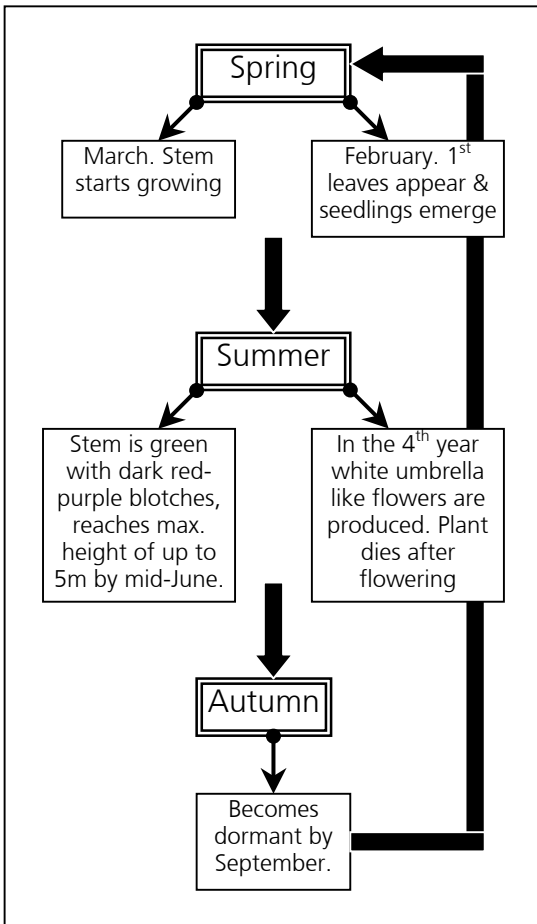 Spring
March. Stem
starts growing
February. 1st
leaves appear &
seedlings emerge
Summer
Stem is green
with dark red-
purple blotches,
reaches max.
height of up to
5m by mid-June.
In the 4th year
white umbrella
like flowers are
produced. Plant
dies after
flowering
Autumn
Becomes
dormant by
September.